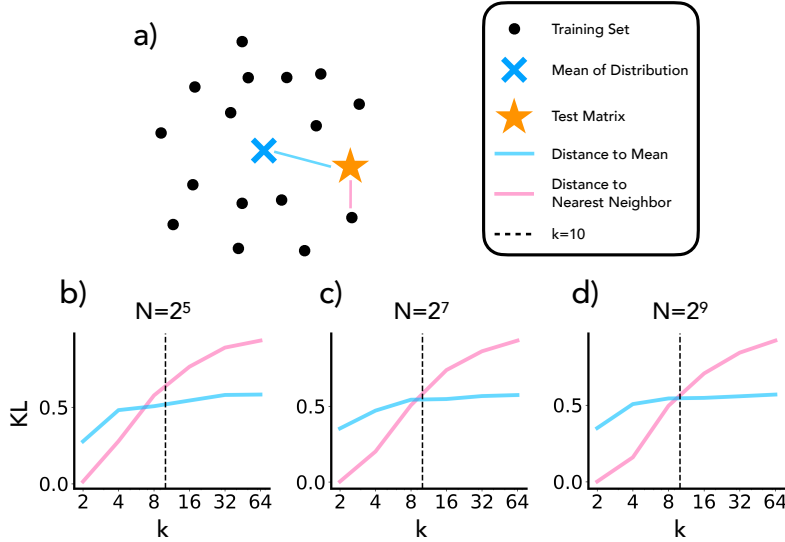 a)
Training Set
Mean of Distribution
Test Matrix
Distance to Mean
Distance to
Nearest Neighbor
k=10
b)
N=2⁵
c)
N=2⁷
d)
N=2⁹
KL
0.5
0.0
2 4 8 16 32 64
k
0.5
0.0
2 4 8 16 32 64
k
0.5
0.0
2 4 8 16 32 64
k